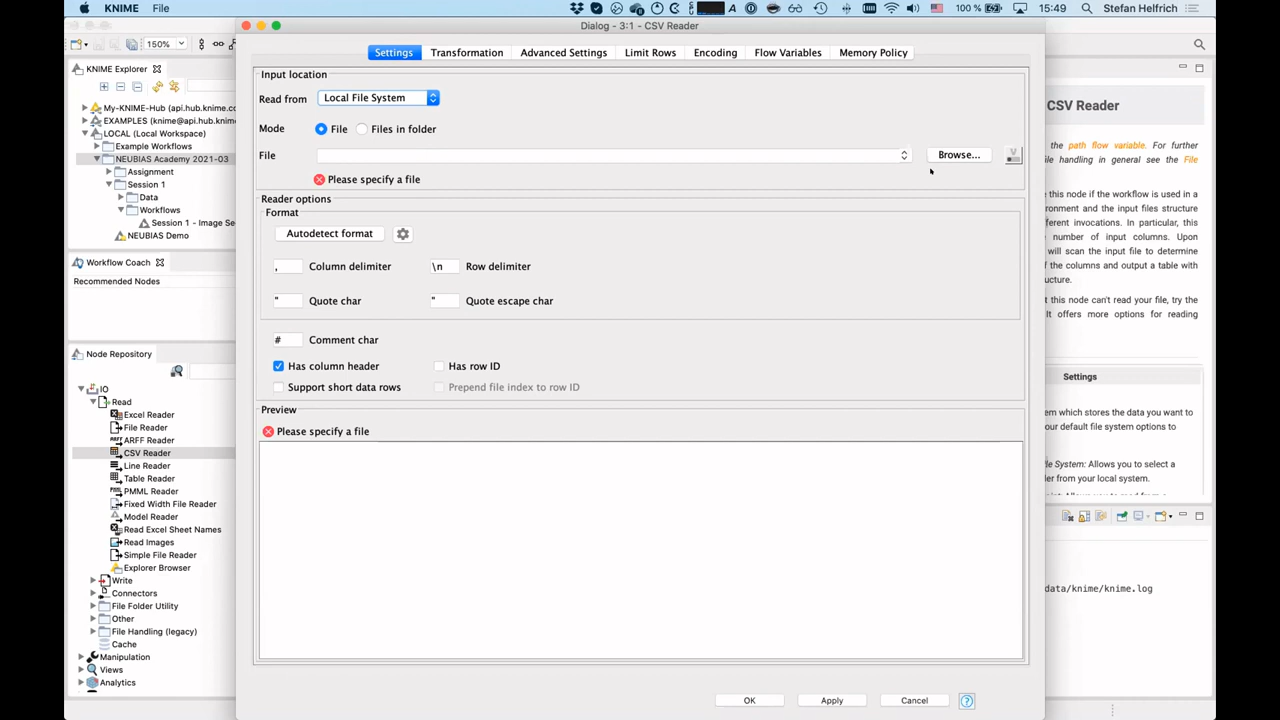 KNIME File
100 % 15:49 Stefan Helfrich
Dialog - 3:1 - CSV Reader
150%
KNIME Explorer
My-KNIME-Hub (api.hub.knime.co
EXAMPLES (knime@api.hub.knim
LOCAL (Local Workspace)
Example Workflows
NEUBIAS Academy 2021-03
Assignment
Session 1
Data
Workflows
Session 1 - Image Se
NEUBIAS Demo
Workflow Coach
Recommended Nodes
Node Repository
IO
Read
Excel Reader
File Reader
ARFF Reader
CSV Reader
Line Reader
Table Reader
PMML Reader
Fixed Width File Reader
Model Reader
Read Excel Sheet Names
Read Images
Simple File Reader
Explorer Browser
Write
Connectors
File Folder Utility
Other
File Handling (legacy)
Cache
Manipulation
Views
Analytics
Settings Transformation Advanced Settings Limit Rows Encoding Flow Variables Memory Policy
Input location
Read from Local File System
Mode File Files in folder
File Browse...
Please specify a file
Reader options
Format
Autodetect format
, Column delimiter \n Row delimiter
" Quote char " Quote escape char
# Comment char
Has column header Has row ID
Support short data rows Prepend file index to row ID
Preview
Please specify a file
OK Apply Cancel ?
CSV Reader
the path flow variable. For further
file handling in general see the File
this node if the workflow is used in a
ronment and the input files structure
fferent invocations. In particular, this
number of input columns. Upon
will scan the input file to determine
of the columns and output a table with
ructure.
t this node can't read your file, try the
It offers more options for reading
Settings
em which stores the data you want to
our default file system options to
le System: Allows you to select a
der from your local system.
data/knime/knime.log